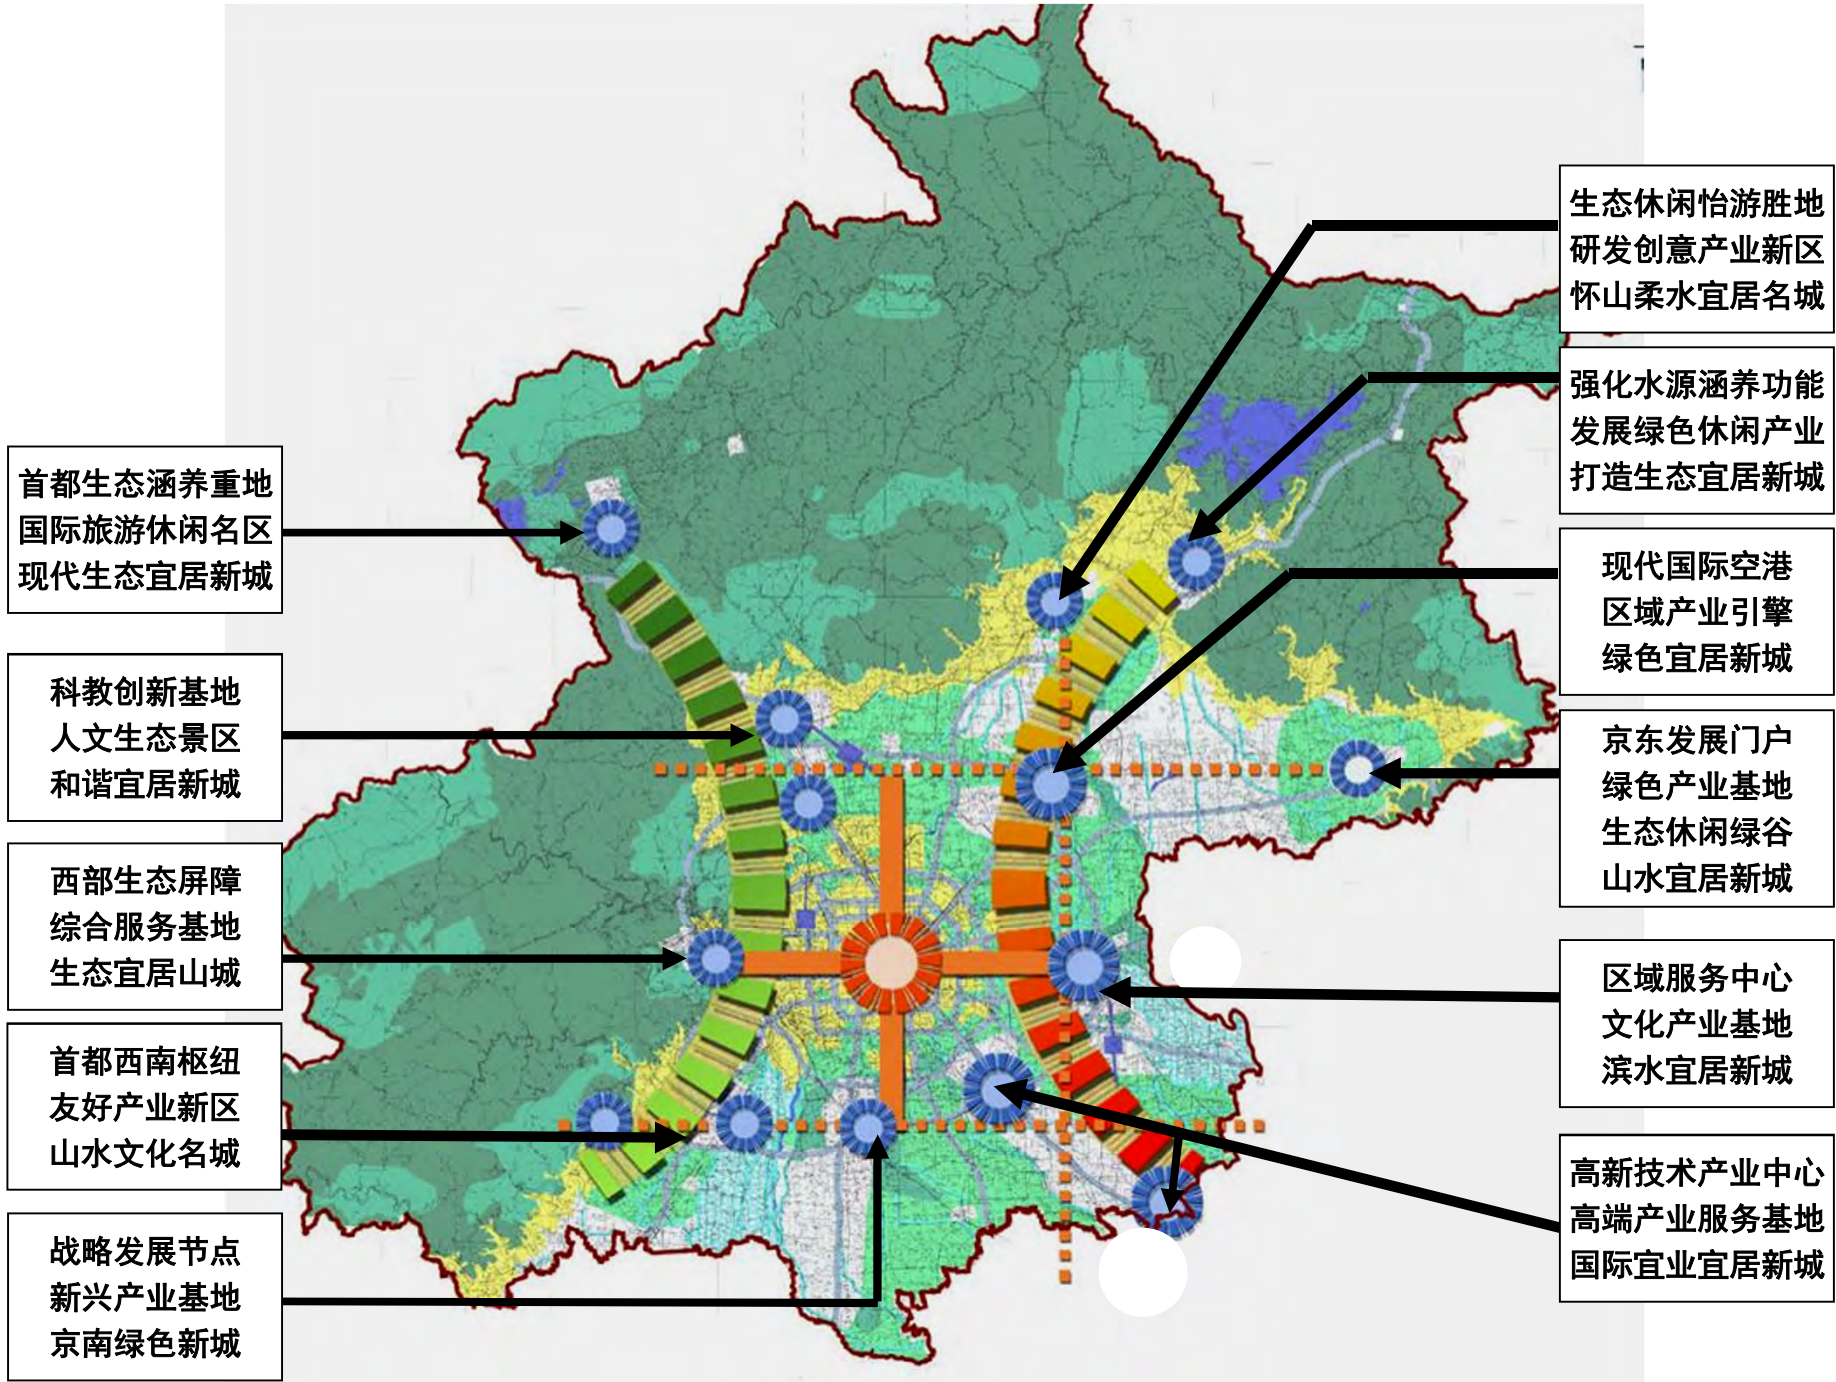 首都生态涵养重地
国际旅游休闲名区
现代生态宜居新城
科教创新基地
人文生态景区
和谐宜居新城
西部生态屏障
综合服务基地
生态宜居山城
首都西南枢纽
友好产业新区
山水文化名城
战略发展节点
新兴产业基地
京南绿色新城
生态休闲怡游胜地
研发创意产业新区
怀山柔水宜居名城
强化水源涵养功能
发展绿色休闲产业
打造生态宜居新城
现代国际空港
区域产业引擎
绿色宜居新城
京东发展门户
绿色产业基地
生态休闲绿谷
山水宜居新城
区域服务中心
文化产业基地
滨水宜居新城
高新技术产业中心
高端产业服务基地
国际宜业宜居新城